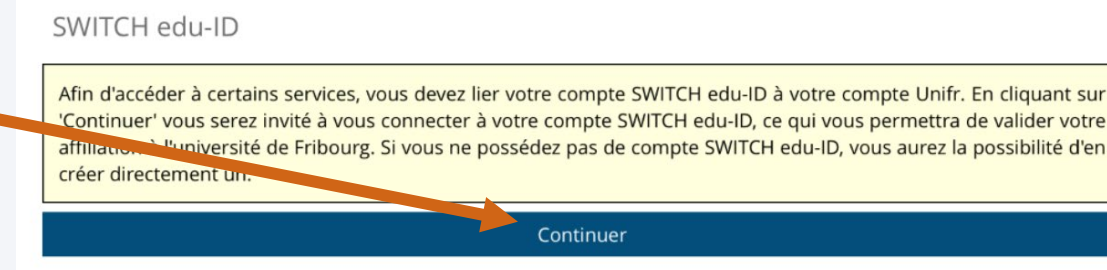 SWITCH edu-ID
Afin d'accéder à certains services, vous devez lier votre compte SWITCH edu-ID à votre compte Unifr. En cliquant sur
'Continuer' vous serez invité à vous connecter à votre compte SWITCH edu-ID, ce qui vous permettra de valider votre
affiliation à l'université de Fribourg. Si vous ne possédez pas de compte SWITCH edu-ID, vous aurez la possibilité d'en
créer directement un.
Continuer